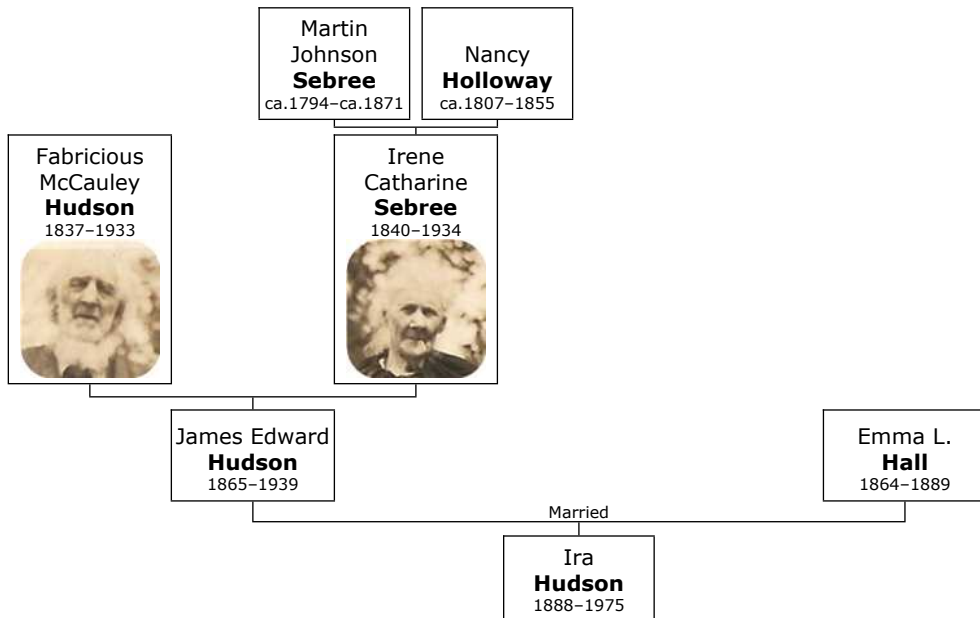 Martin
Johnson
Sebree
ca.1794–ca.1871
Nancy
Holloway
ca.1807–1855
Fabricious
McCauley
Hudson
1837–1933
Irene
Catharine
Sebree
1840–1934
James Edward
Hudson
1865–1939
Emma L.
Hall
1864–1889
Married
Ira
Hudson
1888–1975